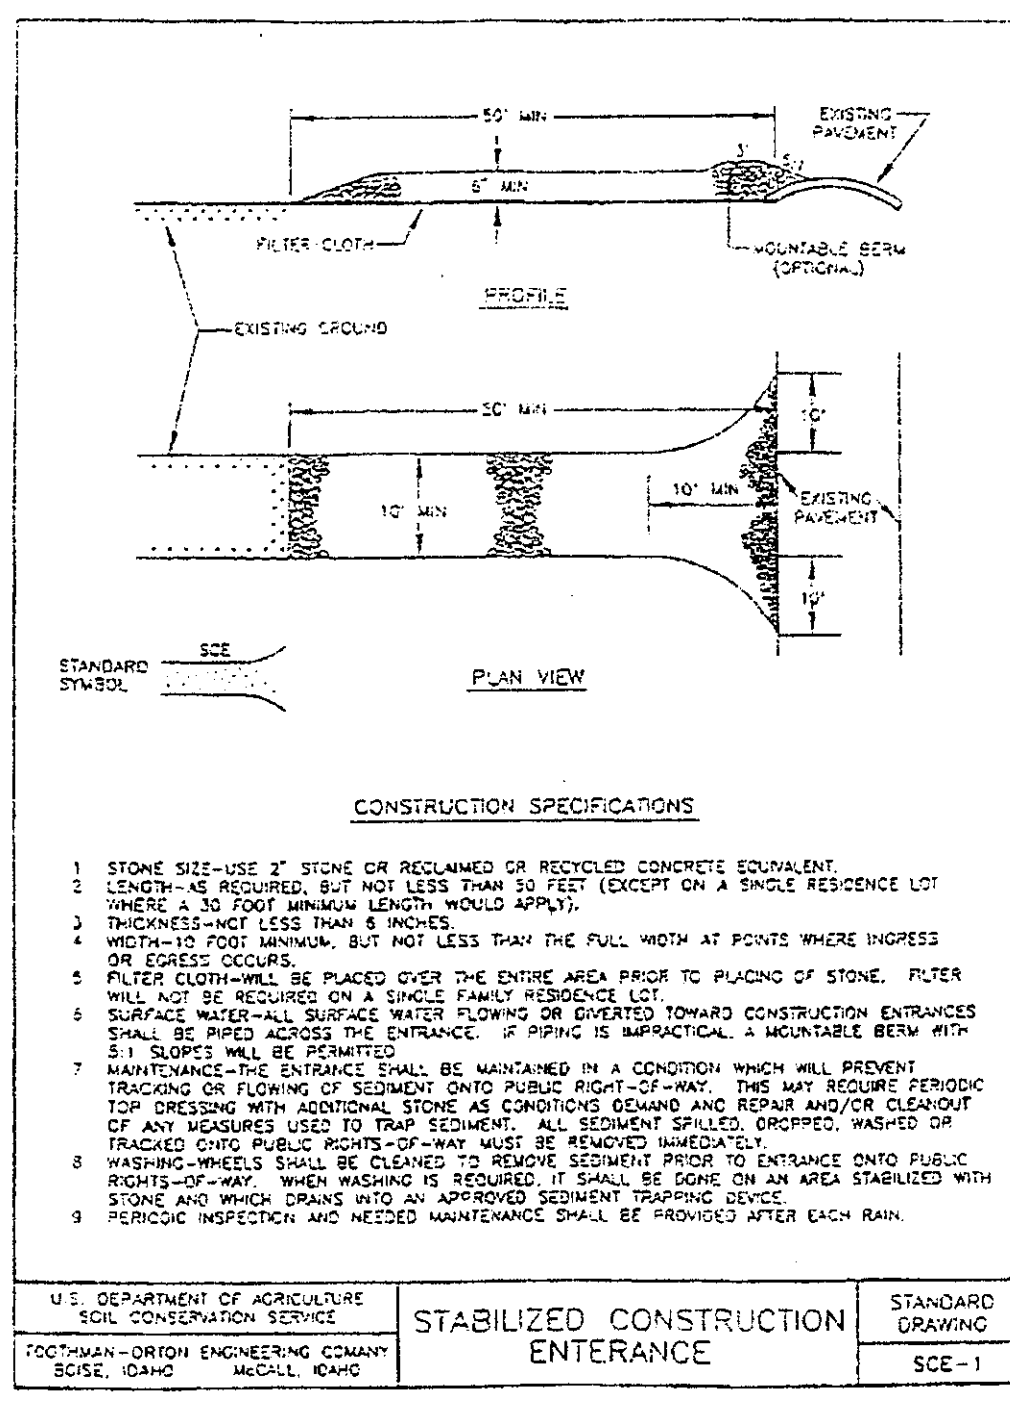 50' MIN
EXISTING
PAVEMENT
3'
5:1
6" MIN
FILTER CLOTH
MOUNTABLE BERM
(OPTIONAL)
PROFILE
EXISTING GROUND
50' MIN
10'
10' MIN
10' MIN
EXISTING
PAVEMENT
10'
SCE
STANDARD
SYMBOL
PLAN VIEW
CONSTRUCTION SPECIFICATIONS
1 STONE SIZE-USE 2" STONE OR RECLAIMED OR RECYCLED CONCRETE EQUIVALENT.
2 LENGTH-AS REQUIRED, BUT NOT LESS THAN 50 FEET (EXCEPT ON A SINGLE RESIDENCE LOT
WHERE A 30 FOOT MINIMUM LENGTH WOULD APPLY).
3 THICKNESS-NOT LESS THAN 6 INCHES.
4 WIDTH-10 FOOT MINIMUM, BUT NOT LESS THAN THE FULL WIDTH AT POINTS WHERE INGRESS
OR EGRESS OCCURS.
5 FILTER CLOTH-WILL BE PLACED OVER THE ENTIRE AREA PRIOR TO PLACING OF STONE. FILTER
WILL NOT BE REQUIRED ON A SINGLE FAMILY RESIDENCE LOT.
6 SURFACE WATER-ALL SURFACE WATER FLOWING OR DIVERTED TOWARD CONSTRUCTION ENTRANCES
SHALL BE PIPED ACROSS THE ENTRANCE. IF PIPING IS IMPRACTICAL, A MOUNTABLE BERM WITH
5:1 SLOPES WILL BE PERMITTED
7 MAINTENANCE-THE ENTRANCE SHALL BE MAINTAINED IN A CONDITION WHICH WILL PREVENT
TRACKING OR FLOWING OF SEDIMENT ONTO PUBLIC RIGHT-OF-WAY. THIS MAY REQUIRE PERIODIC
TOP DRESSING WITH ADDITIONAL STONE AS CONDITIONS DEMAND AND REPAIR AND/OR CLEANOUT
OF ANY MEASURES USED TO TRAP SEDIMENT. ALL SEDIMENT SPILLED, DROPPED, WASHED OR
TRACKED ONTO PUBLIC RIGHTS-OF-WAY MUST BE REMOVED IMMEDIATELY.
8 WASHING-WHEELS SHALL BE CLEANED TO REMOVE SEDIMENT PRIOR TO ENTRANCE ONTO PUBLIC
RIGHTS-OF-WAY. WHEN WASHING IS REQUIRED, IT SHALL BE DONE ON AN AREA STABILIZED WITH
STONE AND WHICH DRAINS INTO AN APPROVED SEDIMENT TRAPPING DEVICE.
9 PERIODIC INSPECTION AND NEEDED MAINTENANCE SHALL BE PROVIDED AFTER EACH RAIN.
U.S. DEPARTMENT OF AGRICULTURE
SOIL CONSERVATION SERVICE
TOOTHMAN-ORTON ENGINEERING COMANY
BOISE, IDAHO McCALL, IDAHO
STABILIZED CONSTRUCTION
ENTERANCE
STANDARD
DRAWING
SCE-1